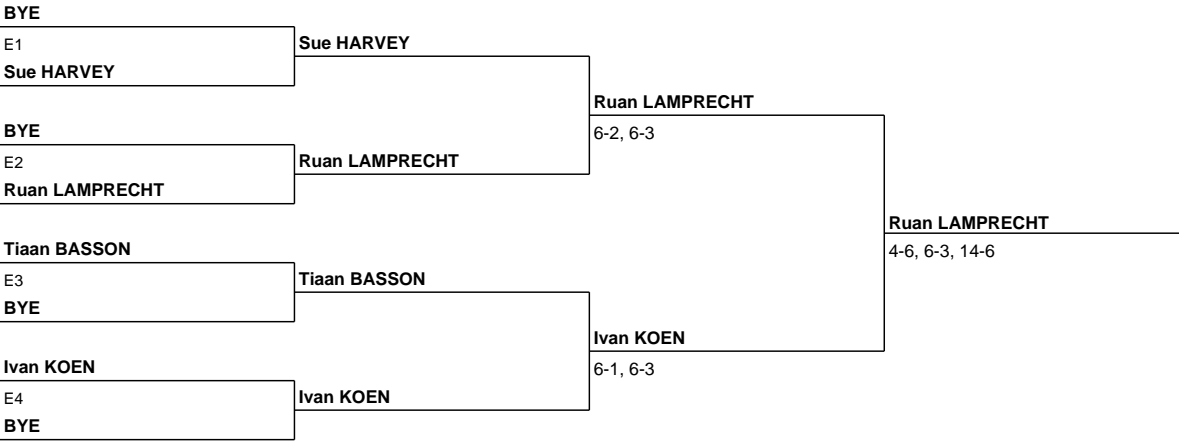 BYE
E1
Sue HARVEY
Sue HARVEY
BYE
E2
Ruan LAMPRECHT
Ruan LAMPRECHT
Ruan LAMPRECHT
6-2, 6-3
Tiaan BASSON
E3
BYE
Tiaan BASSON
Ivan KOEN
E4
BYE
Ivan KOEN
Ivan KOEN
6-1, 6-3
Ruan LAMPRECHT
4-6, 6-3, 14-6